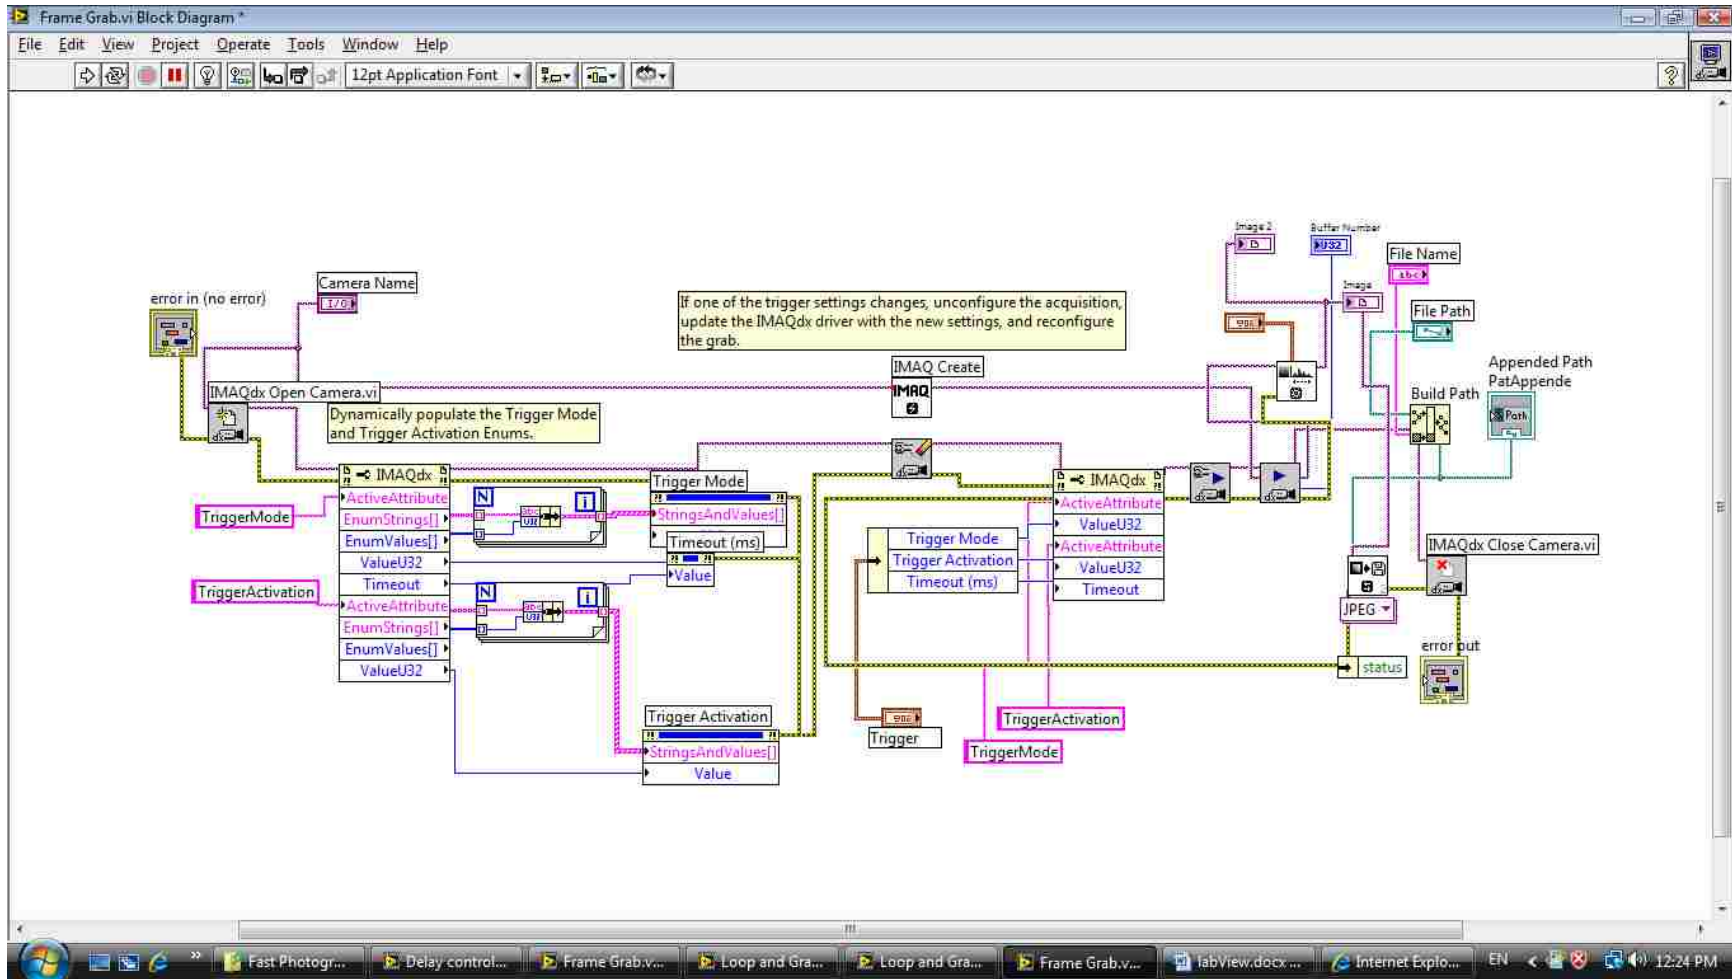 Frame Grab.vi Block Diagram *
File Edit View Project Operate Tools Window Help
12pt Application Font
Image 2
Buffer Number
U32
File Name
abc
Camera Name
I/O
error in (no error)
Image
If one of the trigger settings changes, unconfigure the acquisition,
update the IMAQdx driver with the new settings, and reconfigure
the grab.
File Path
IMAQ Create
IMAQ
Appended Path
PatAppende
Path
IMAQdx Open Camera.vi
Build Path
Dynamically populate the Trigger Mode
and Trigger Activation Enums.
IMAQdx
ActiveAttribute
EnumStrings[]
EnumValues[]
ValueU32
Timeout
ActiveAttribute
EnumStrings[]
EnumValues[]
ValueU32
TriggerMode
TriggerActivation
N
i
N
i
Trigger Mode
StringsAndValues[]
Timeout (ms)
Value
Trigger Activation
StringsAndValues[]
Value
IMAQdx
ActiveAttribute
ValueU32
ActiveAttribute
ValueU32
Timeout
Trigger Mode
Trigger Activation
Timeout (ms)
IMAQdx Close Camera.vi
JPEG
error out
status
Trigger
TriggerActivation
TriggerMode
Fast Photogr...
Delay control...
Frame Grab.v...
Loop and Gra...
Loop and Gra...
Frame Grab.v...
labView.docx ...
Internet Explo...
EN
12:24 PM